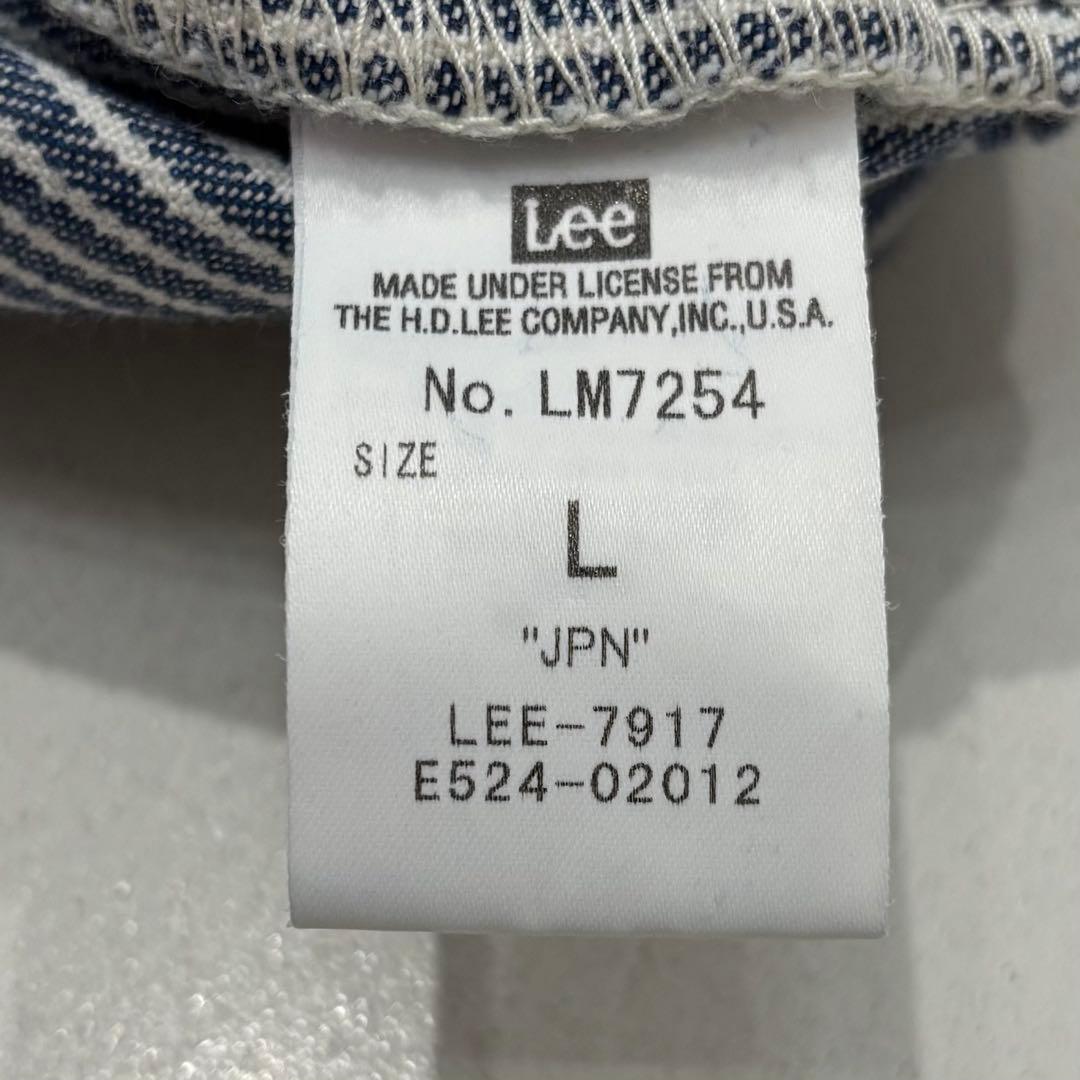 Lee
MADE UNDER LICENSE FROM
THE H.D.LEE COMPANY,INC.,U.S.A.
No. LM7254
SIZE
L
"JPN"
LEE-7917
E524-02012